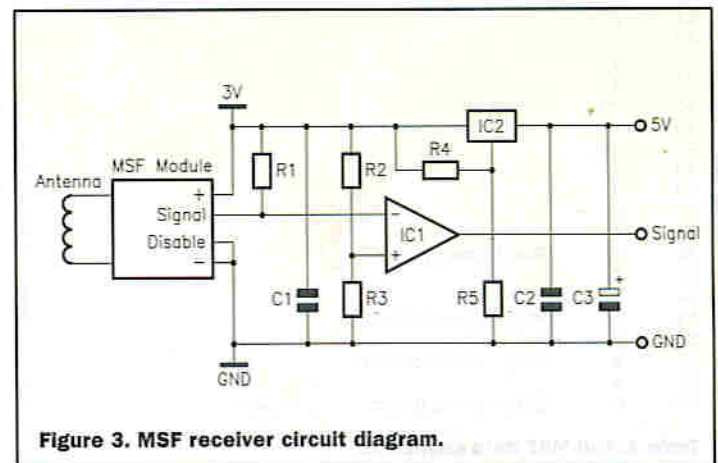 3V
IC2
5V
R4
MSF Module
R1
R2
Antenna
+
Signal
−
IC1
Signal
Disable
+
−
C1
R3
R5
C2
C3
+
GND
GND
Figure 3. MSF receiver circuit diagram.